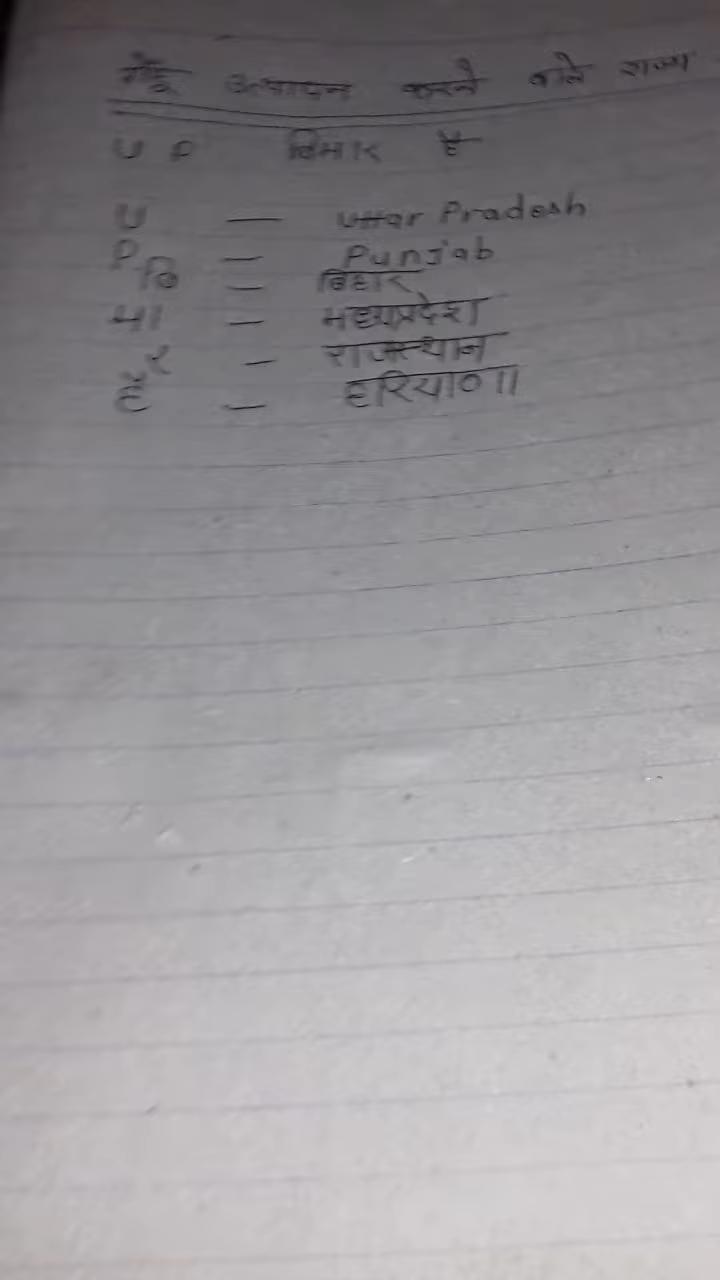 गेहूँ उत्पादन करने वाले राज्य
U P बिमार है
U — Uttar Pradesh
P — Punjab
बि — बिहार
मा — मध्यप्रदेश
र — राजस्थान
है — हरियाणा